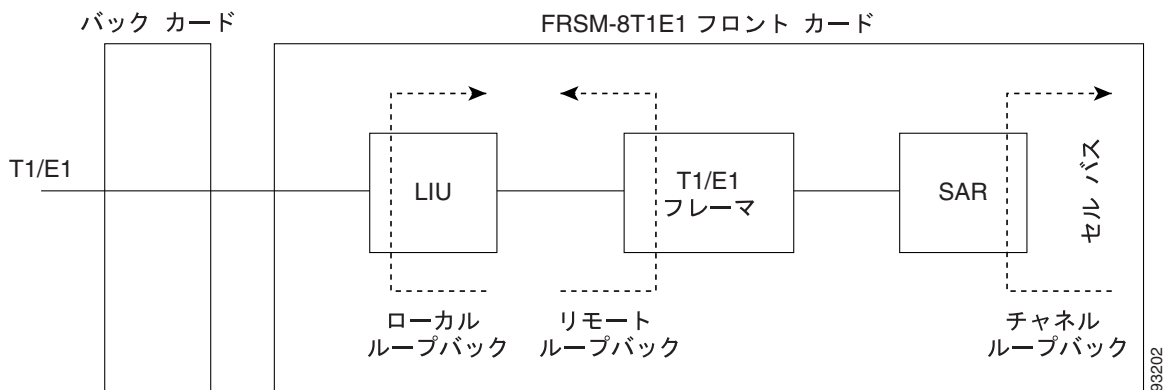 バック カード
FRSM-8T1E1 フロント カード
T1/E1
LIU
T1/E1
フレーマ
SAR
セル バス
ローカル
ループバック
リモート
ループバック
チャネル
ループバック
93202